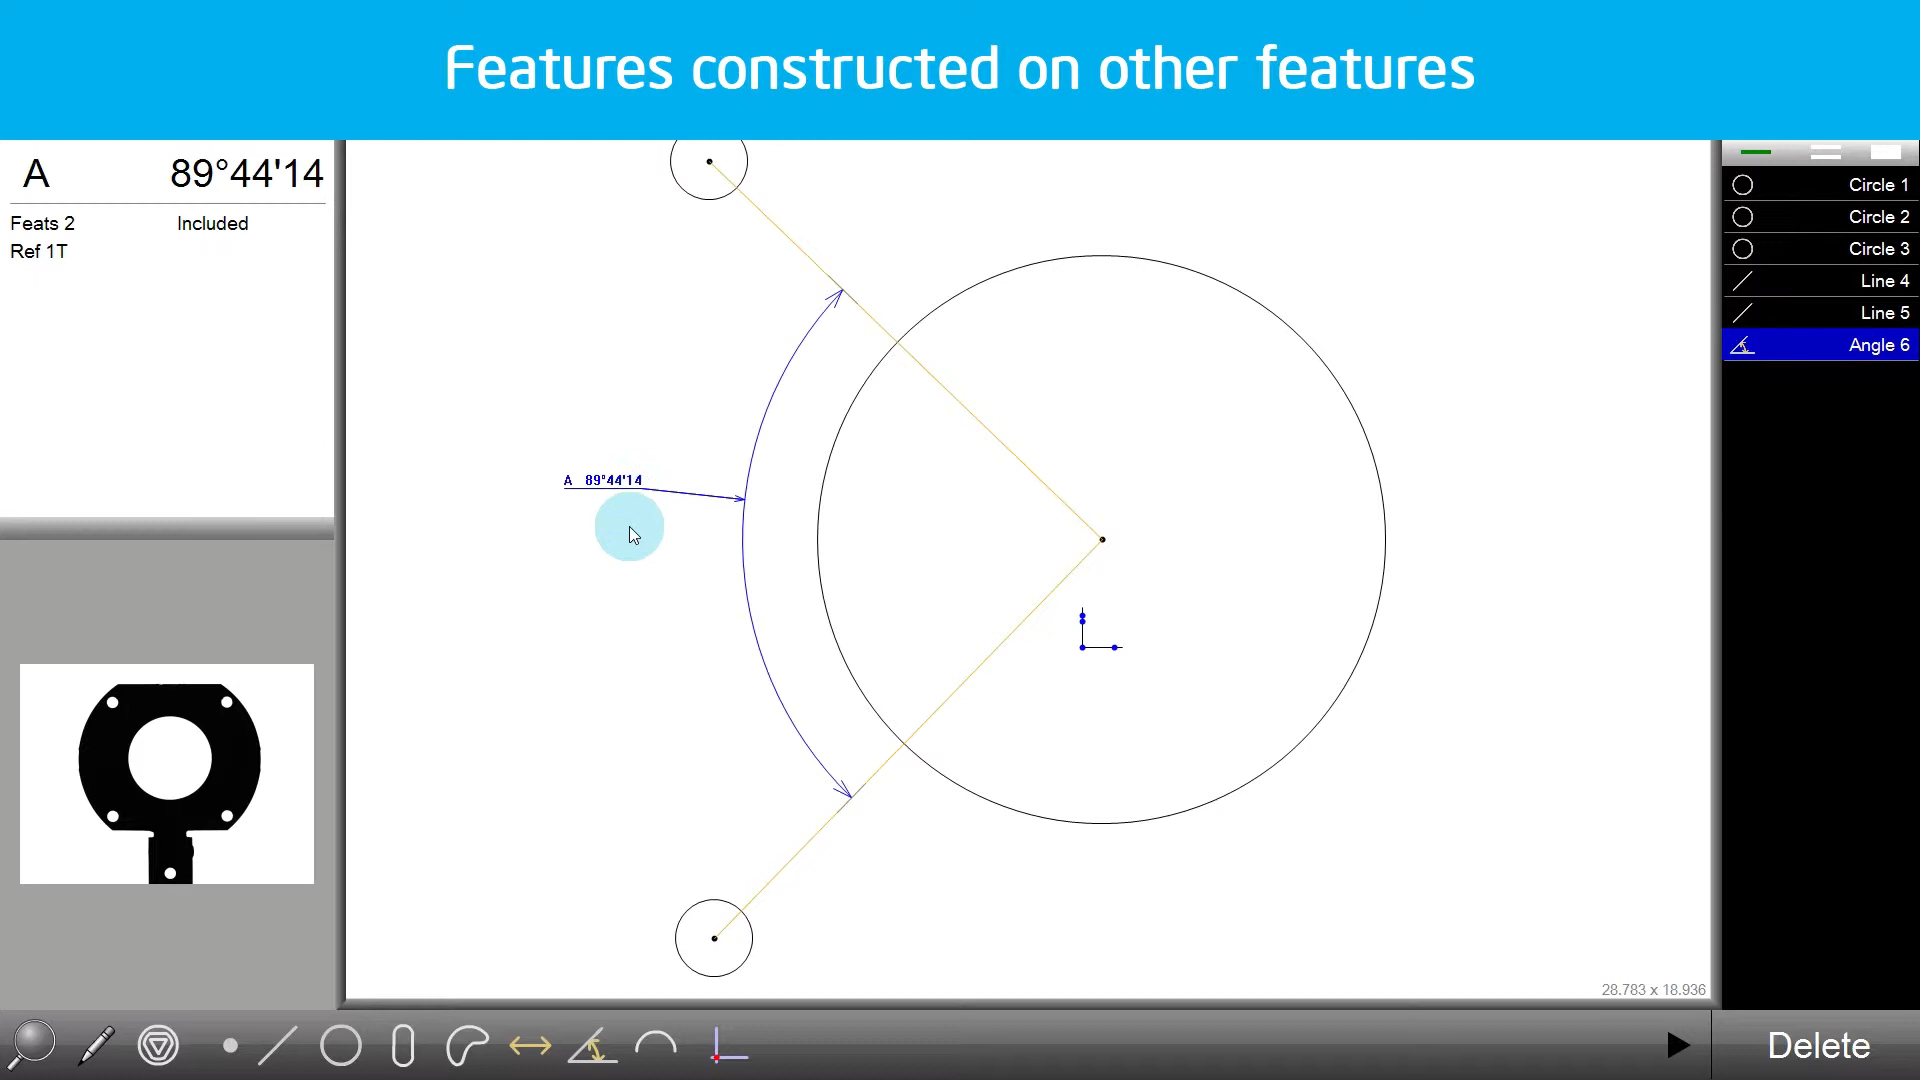 Features constructed on other features
A 89°44'14
Feats 2 Included
Ref 1T
A 89°44'14
28.783 x 18.936
Circle 1
Circle 2
Circle 3
Line 4
Line 5
Angle 6
Delete